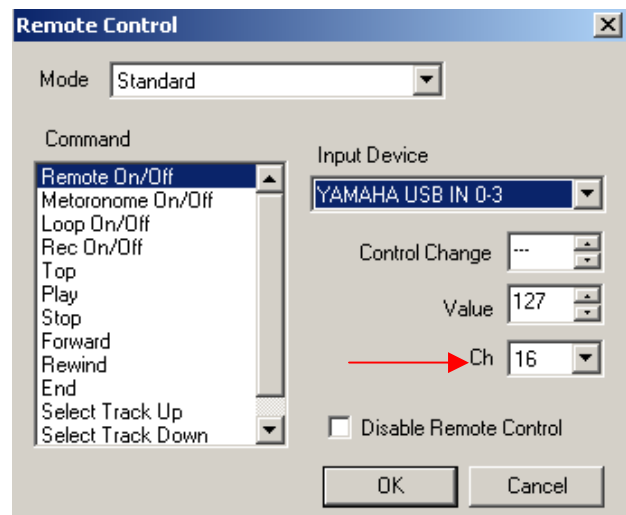 Remote Control
Mode Standard
Command
Remote On/Off
Metoronome On/Off
Loop On/Off
Rec On/Off
Top
Play
Stop
Forward
Rewind
End
Select Track Up
Select Track Down
Input Device
YAMAHA USB IN 0-3
Control Change ---
Value 127
Ch 16
Disable Remote Control
OK Cancel